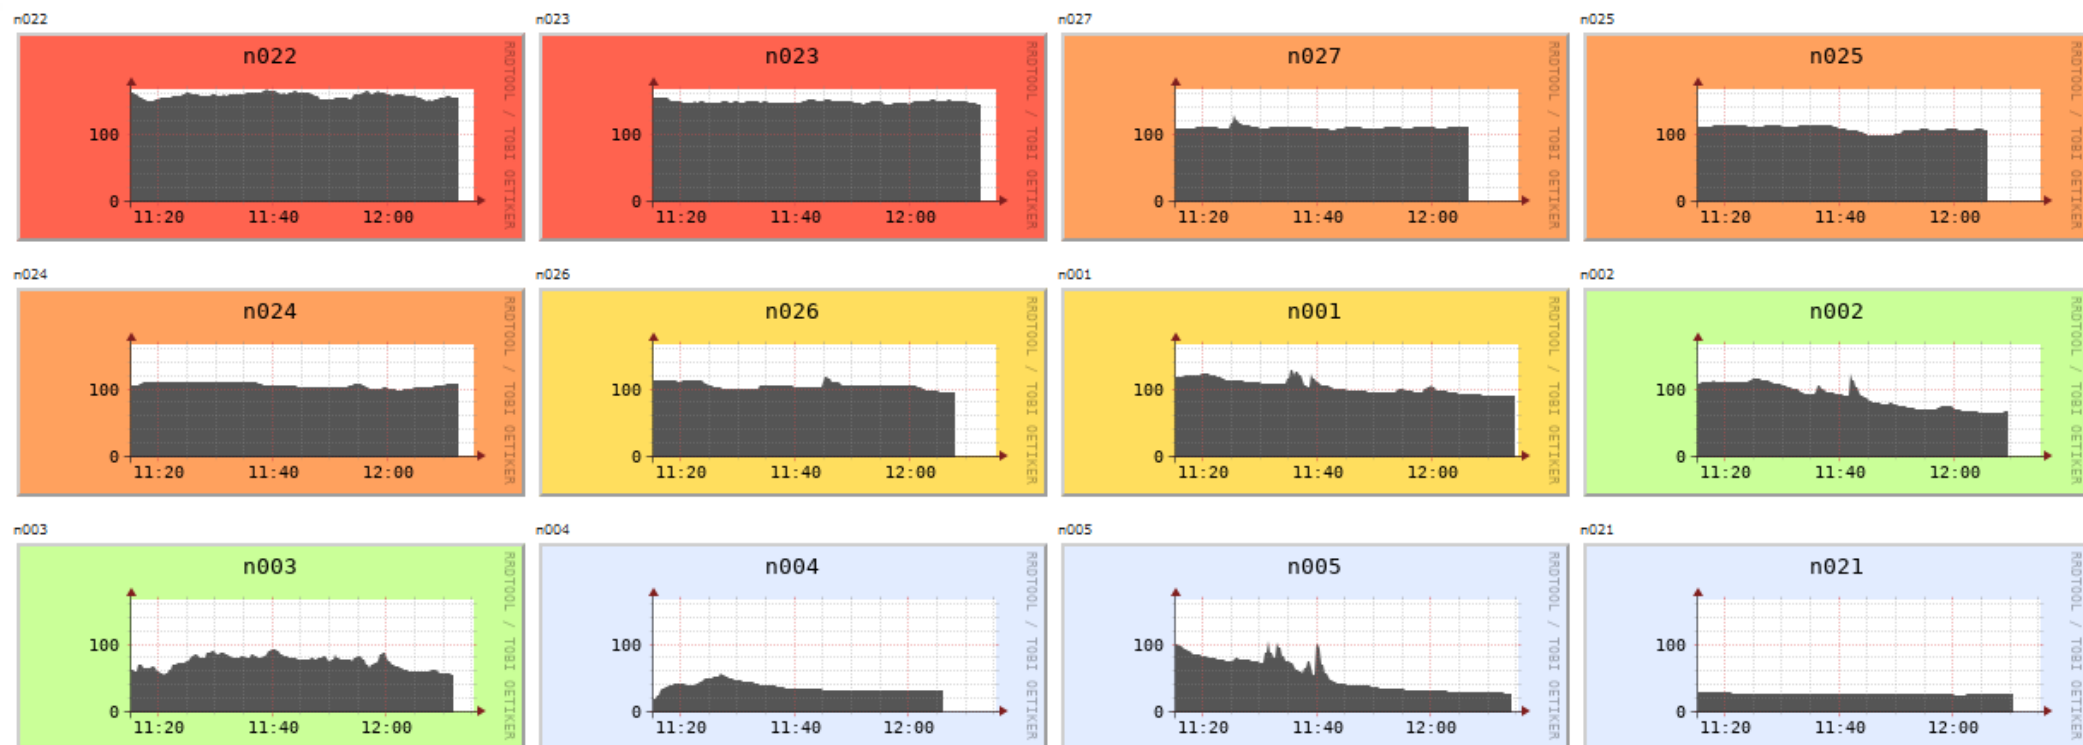 n022 n023 n027 n025
n022 n023 n027 n025
RRDTOOL / TOBI OETIKER RRDTOOL / TOBI OETIKER RRDTOOL / TOBI OETIKER RRDTOOL / TOBI OETIKER
100 100 100 100
0 0 0 0
11:20 11:40 12:00 11:20 11:40 12:00 11:20 11:40 12:00 11:20 11:40 12:00
n024 n026 n001 n002
n024 n026 n001 n002
RRDTOOL / TOBI OETIKER RRDTOOL / TOBI OETIKER RRDTOOL / TOBI OETIKER RRDTOOL / TOBI OETIKER
100 100 100 100
0 0 0 0
11:20 11:40 12:00 11:20 11:40 12:00 11:20 11:40 12:00 11:20 11:40 12:00
n003 n004 n005 n021
n003 n004 n005 n021
RRDTOOL / TOBI OETIKER RRDTOOL / TOBI OETIKER RRDTOOL / TOBI OETIKER RRDTOOL / TOBI OETIKER
100 100 100 100
0 0 0 0
11:20 11:40 12:00 11:20 11:40 12:00 11:20 11:40 12:00 11:20 11:40 12:00